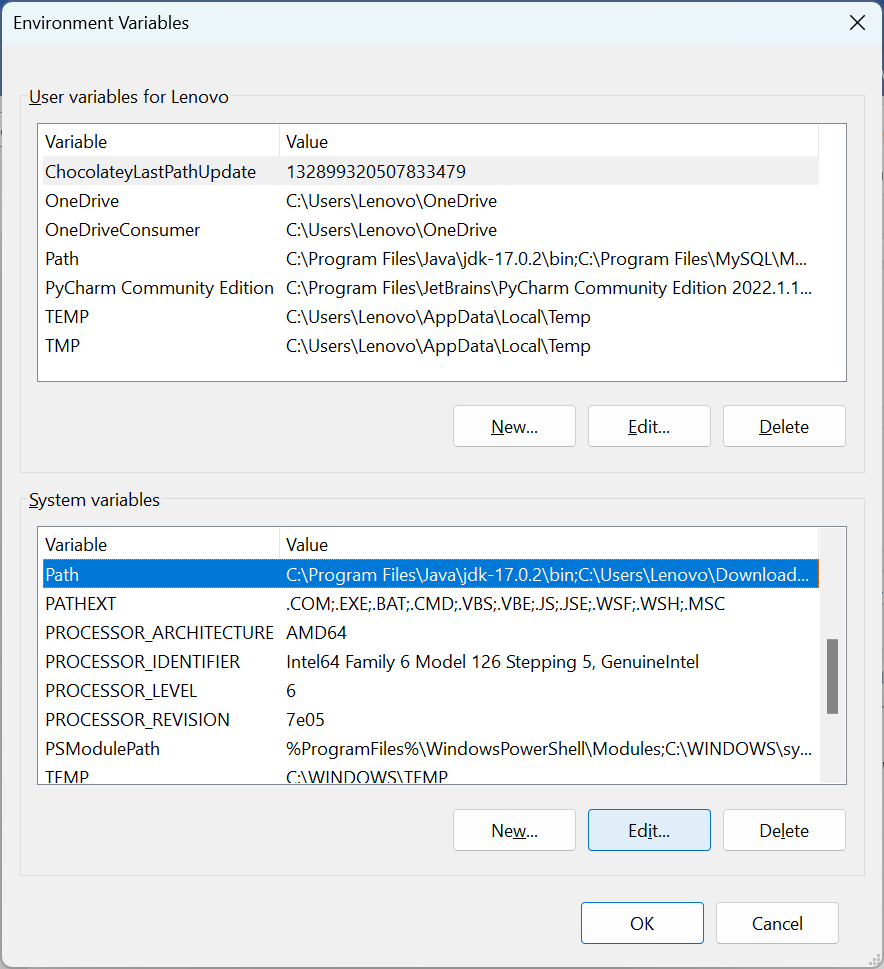 Environment Variables
User variables for Lenovo
Variable Value
ChocolateyLastPathUpdate 132899320507833479
OneDrive C:\Users\Lenovo\OneDrive
OneDriveConsumer C:\Users\Lenovo\OneDrive
Path C:\Program Files\Java\jdk-17.0.2\bin;C:\Program Files\MySQL\M...
PyCharm Community Edition C:\Program Files\JetBrains\PyCharm Community Edition 2022.1.1...
TEMP C:\Users\Lenovo\AppData\Local\Temp
TMP C:\Users\Lenovo\AppData\Local\Temp
New... Edit... Delete
System variables
Variable Value
Path C:\Program Files\Java\jdk-17.0.2\bin;C:\Users\Lenovo\Download...
PATHEXT .COM;.EXE;.BAT;.CMD;.VBS;.VBE;.JS;.JSE;.WSF;.WSH;.MSC
PROCESSOR_ARCHITECTURE AMD64
PROCESSOR_IDENTIFIER Intel64 Family 6 Model 126 Stepping 5, GenuineIntel
PROCESSOR_LEVEL 6
PROCESSOR_REVISION 7e05
PSModulePath %ProgramFiles%\WindowsPowerShell\Modules;C:\WINDOWS\sy...
TEMP C:\WINDOWS\TEMP
New... Edit... Delete
OK Cancel